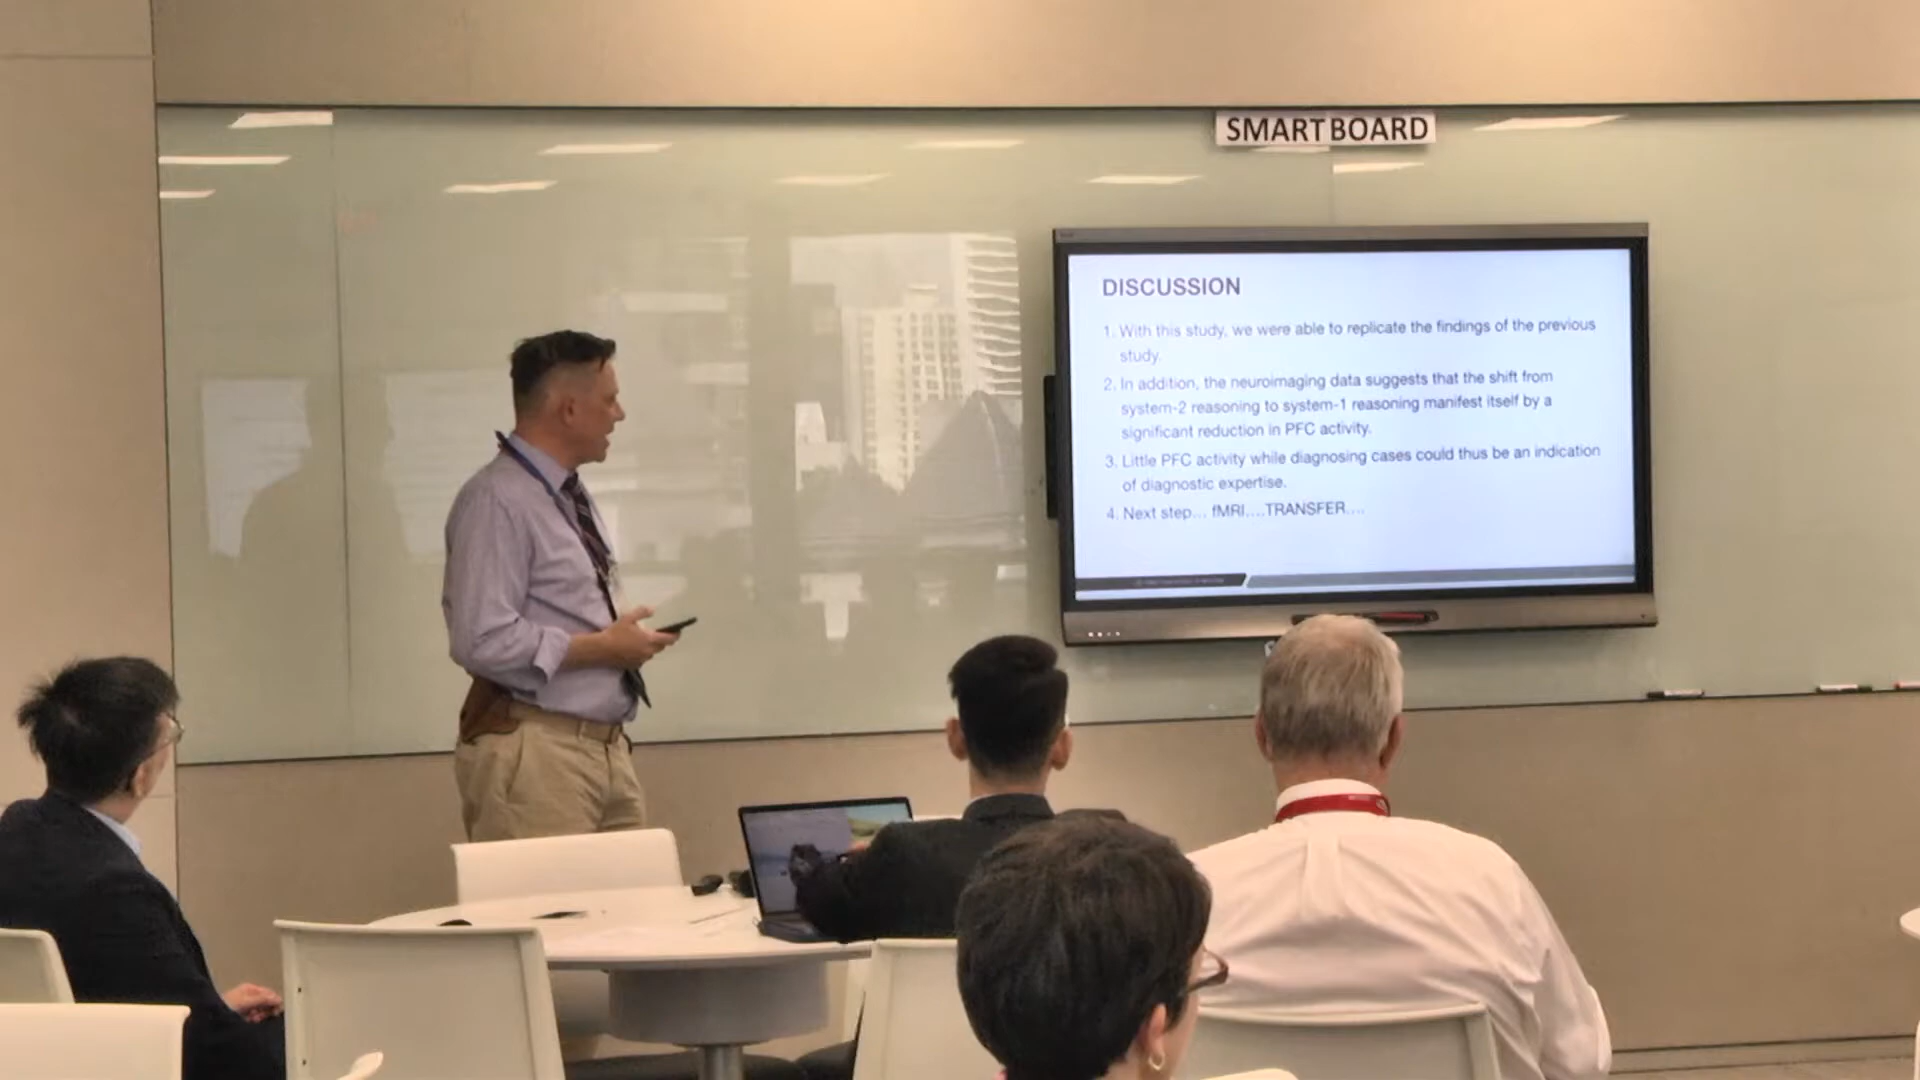 SMARTBOARD
DISCUSSION
1. With this study, we were able to replicate the findings of the previous
study.
2. In addition, the neuroimaging data suggests that the shift from
system-2 reasoning to system-1 reasoning manifest itself by a
significant reduction in PFC activity.
3. Little PFC activity while diagnosing cases could thus be an indication
of diagnostic expertise.
4. Next step... fMRI....TRANSFER....